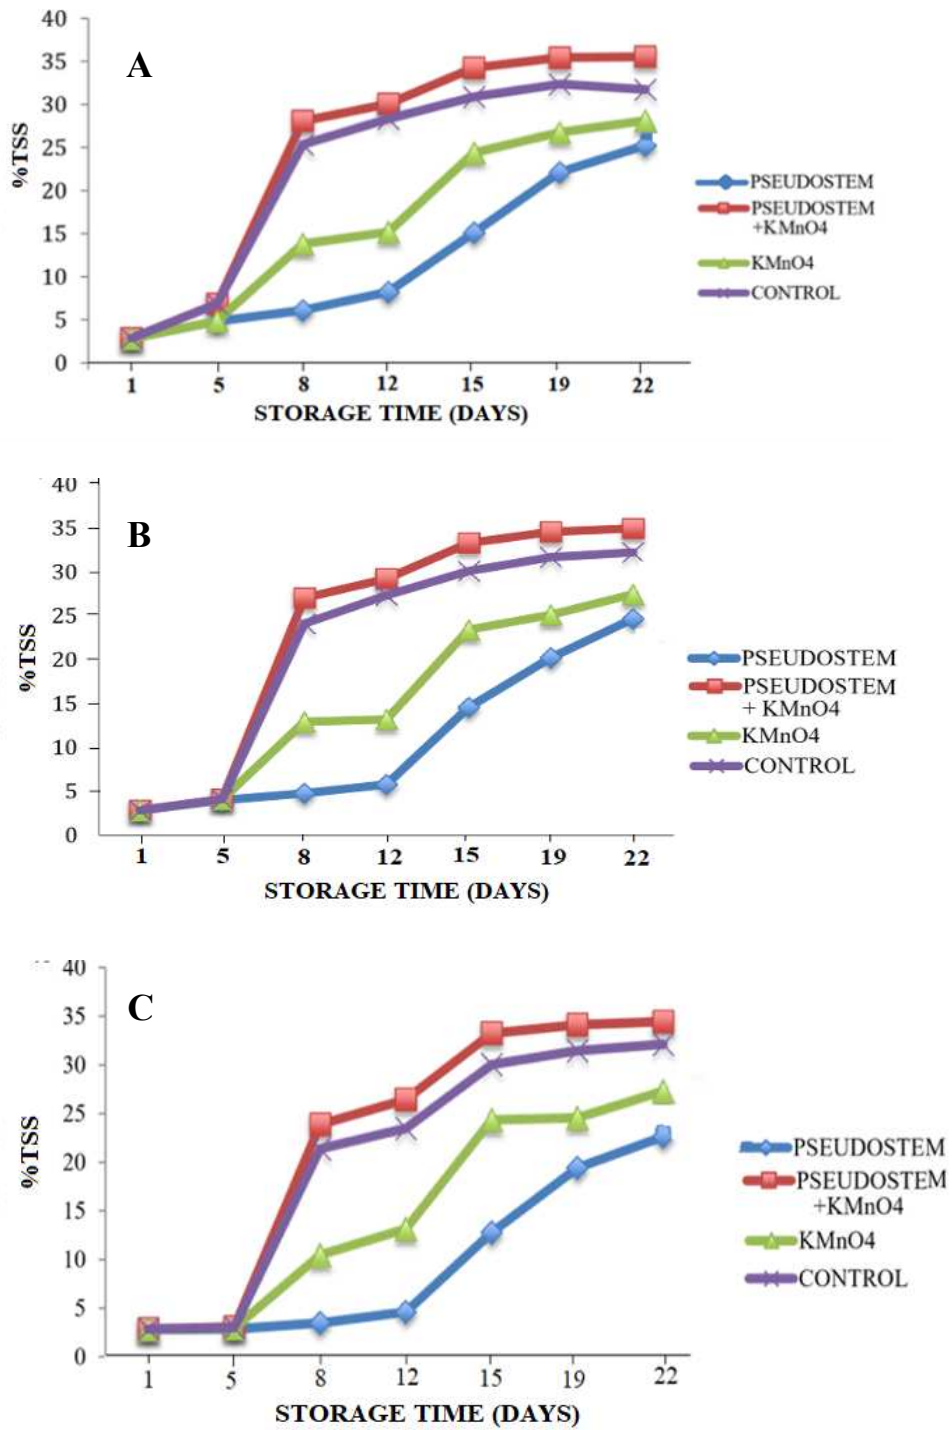 40
A
35
30
25
20
15
10
5
0
%TSS
1 5 8 12 15 19 22
STORAGE TIME (DAYS)
PSEUDOSTEM
PSEUDOSTEM
+KMnO4
KMnO4
CONTROL
40
B
35
30
25
20
15
10
5
0
%TSS
1 5 8 12 15 19 22
STORAGE TIME (DAYS)
PSEUDOSTEM
PSEUDOSTEM
+ KMnO4
KMnO4
CONTROL
40
C
35
30
25
20
15
10
5
0
%TSS
1 5 8 12 15 19 22
STORAGE TIME (DAYS)
PSEUDOSTEM
PSEUDOSTEM
+KMnO4
KMnO4
CONTROL